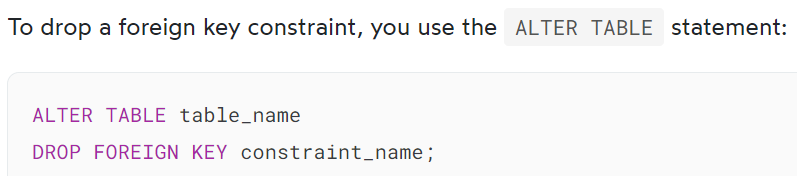 To drop a foreign key constraint, you use the ALTER TABLE statement:
ALTER TABLE table_name
DROP FOREIGN KEY constraint_name;